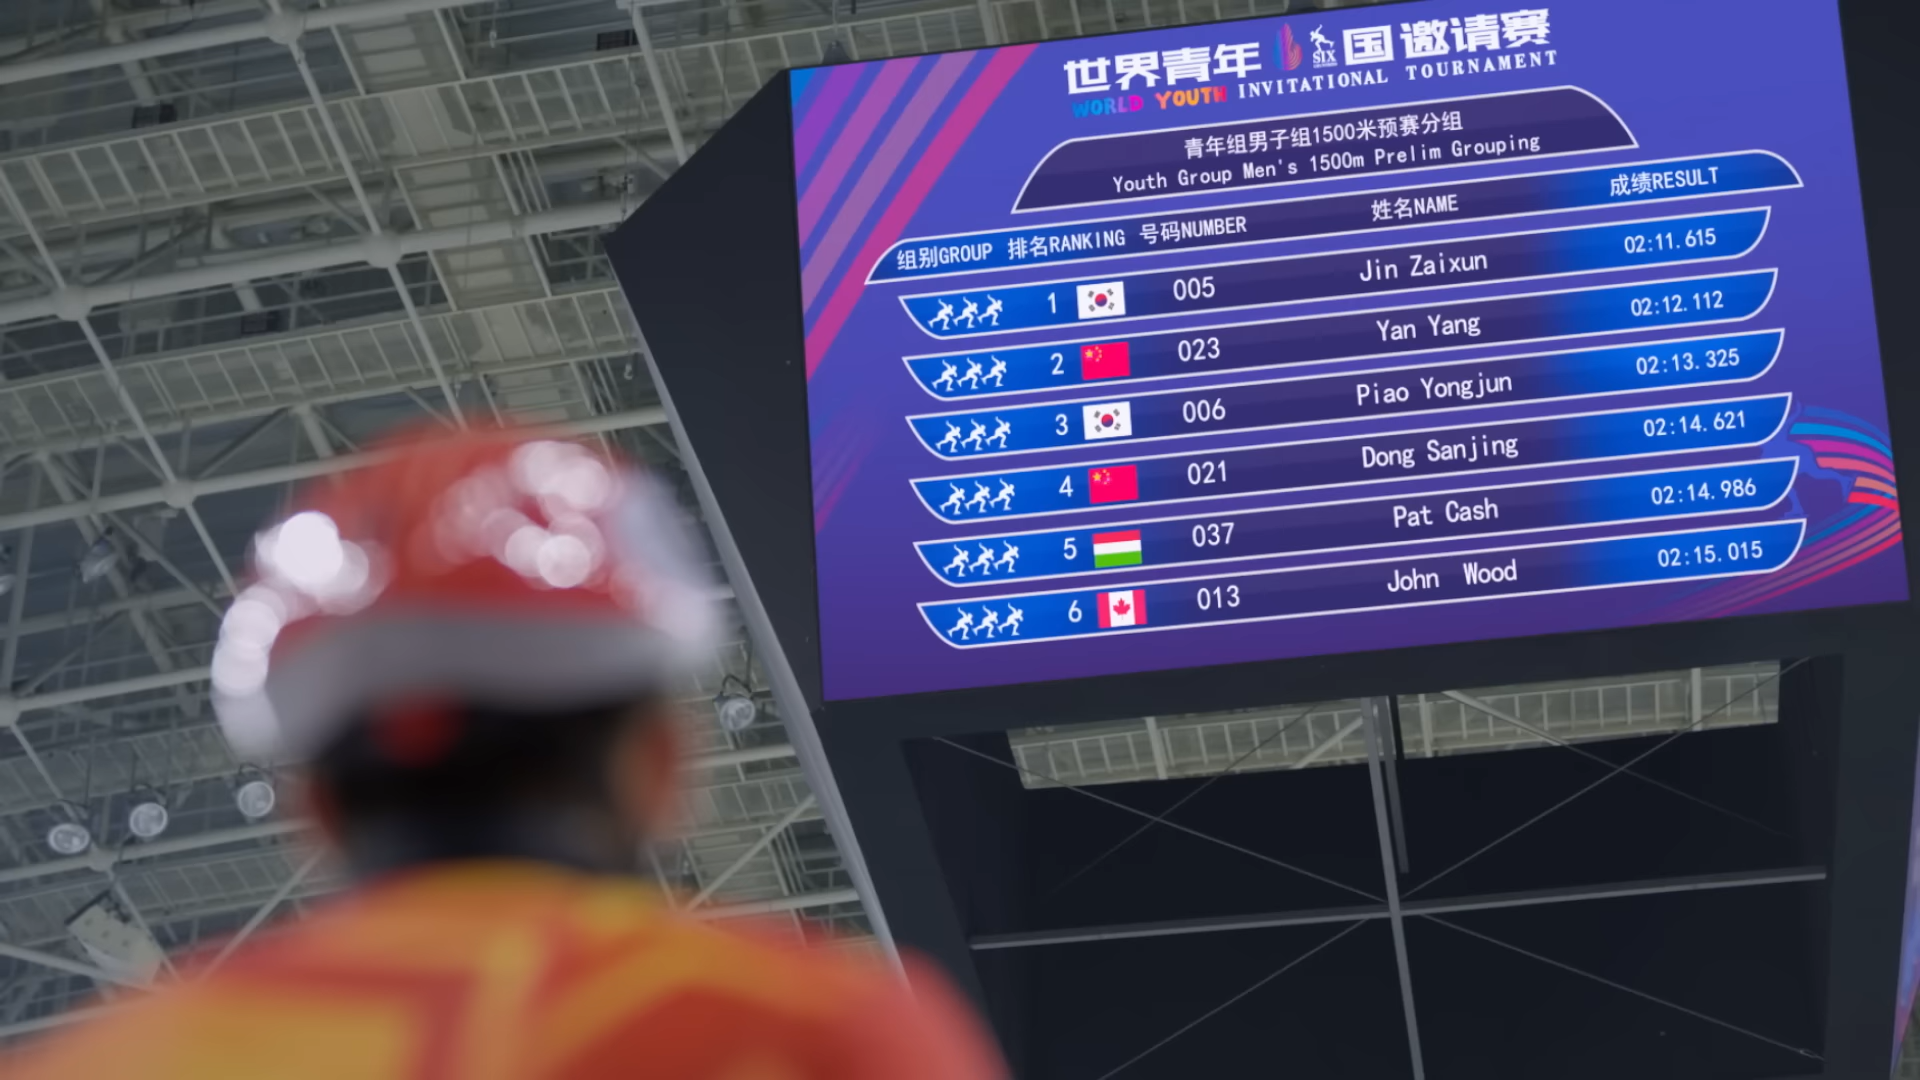 世界青年 SIX 国邀请赛
WORLD YOUTH INVITATIONAL TOURNAMENT
青年组男子组1500米预赛分组
Youth Group Men's 1500m Prelim Grouping
组别GROUP 排名RANKING 号码NUMBER 姓名NAME 成绩RESULT
1 005 Jin Zaixun 02:11.615
2 023 Yan Yang 02:12.112
3 006 Piao Yongjun 02:13.325
4 021 Dong Sanjing 02:14.621
5 037 Pat Cash 02:14.986
6 013 John Wood 02:15.015